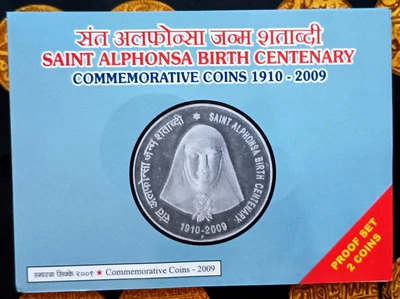 संत अलफोन्सा जन्म शताब्दी
SAINT ALPHONSA BIRTH CENTENARY
COMMEMORATIVE COINS 1910 - 2009
संत अलफोन्सा जन्म शताब्दी ✡ SAINT ALPHONSA BIRTH CENTENARY
1910-2009
PROOF SET
2 COINS
स्मारक सिक्के २००९ ★ Commemorative Coins - 2009